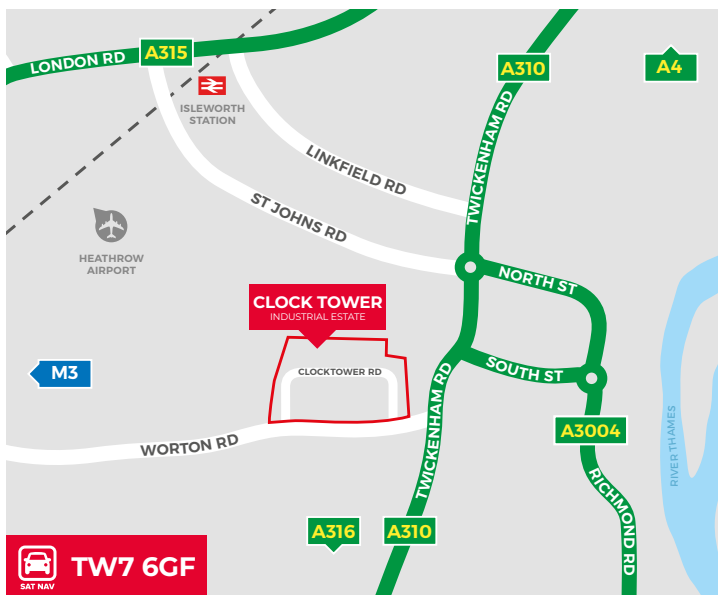 A315
LONDON RD
A310
A4
ISLEWORTH
STATION
LINKFIELD RD
TWICKENHAM RD
ST JOHNS RD
HEATHROW
AIRPORT
NORTH ST
CLOCK TOWER
INDUSTRIAL ESTATE
M3
CLOCKTOWER RD
SOUTH ST
TWICKENHAM RD
A3004
WORTON RD
RIVER THAMES
RICHMOND RD
A316
A310
SAT NAV
TW7 6GF